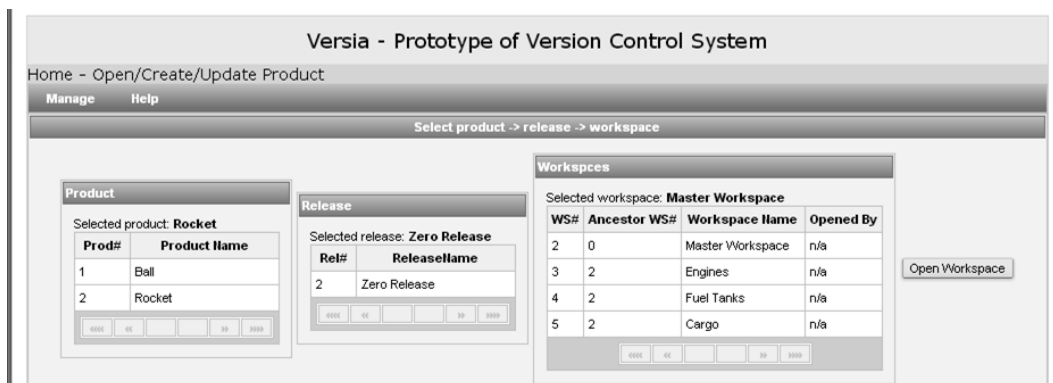 Versia - Prototype of Version Control System
Home - Open/Create/Update Product
Manage Help
Select product -> release -> workspace
Product
Selected product: Rocket
Prod# Product Name
1 Ball
2 Rocket
«« « » »»
Release
Selected release: Zero Release
Rel# ReleaseName
2 Zero Release
«« « » »»
Workspces
Selected workspace: Master Workspace
WS# Ancestor WS# Workspace Name Opened By
2 0 Master Workspace n/a
3 2 Engines n/a
4 2 Fuel Tanks n/a
5 2 Cargo n/a
«« « » »»
Open Workspace